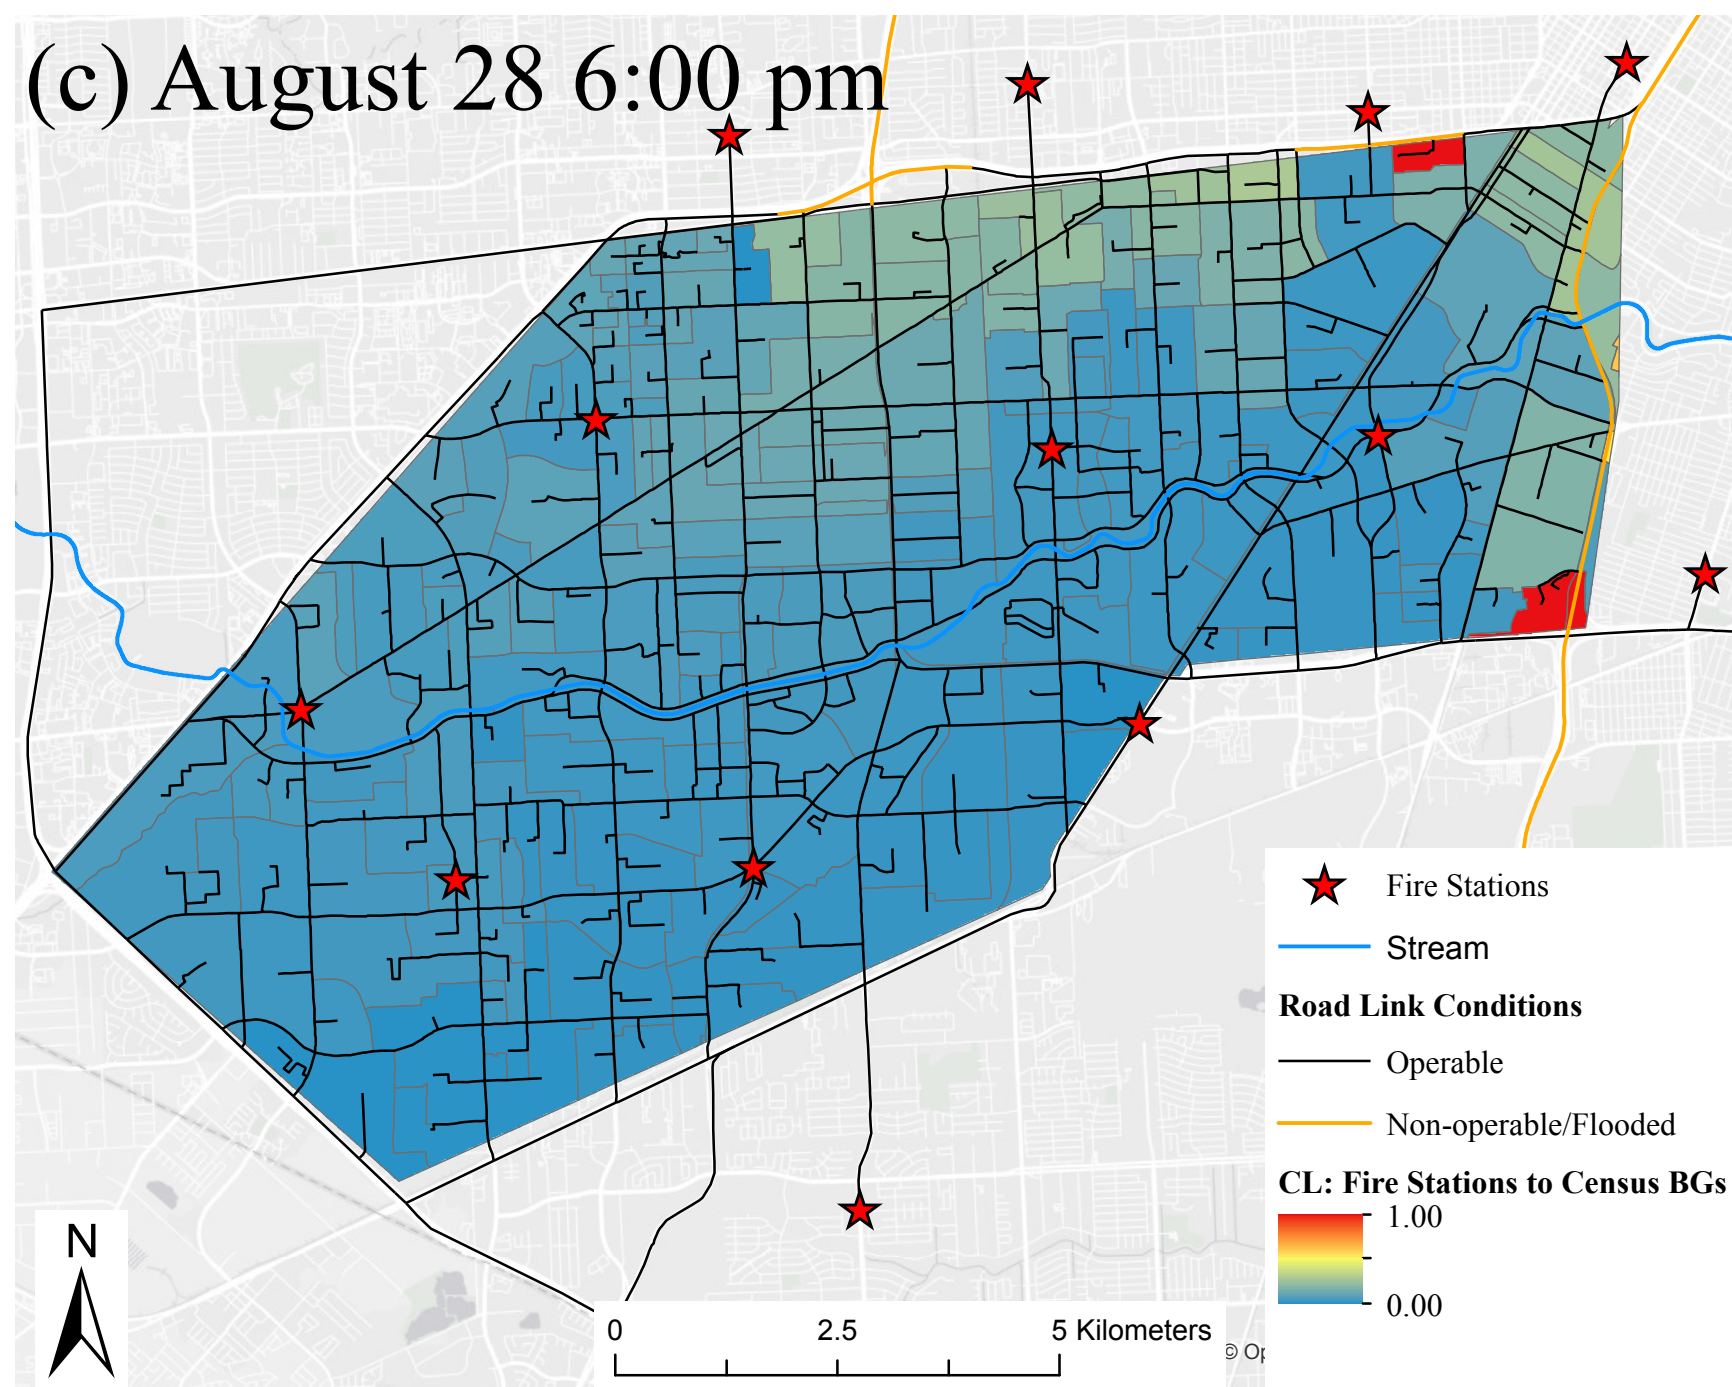 (c) August 28 6:00 pm
Fire Stations
Stream
Road Link Conditions
Operable
Non-operable/Flooded
CL: Fire Stations to Census BGs
1.00
0.00
N
0 2.5 5 Kilometers
©